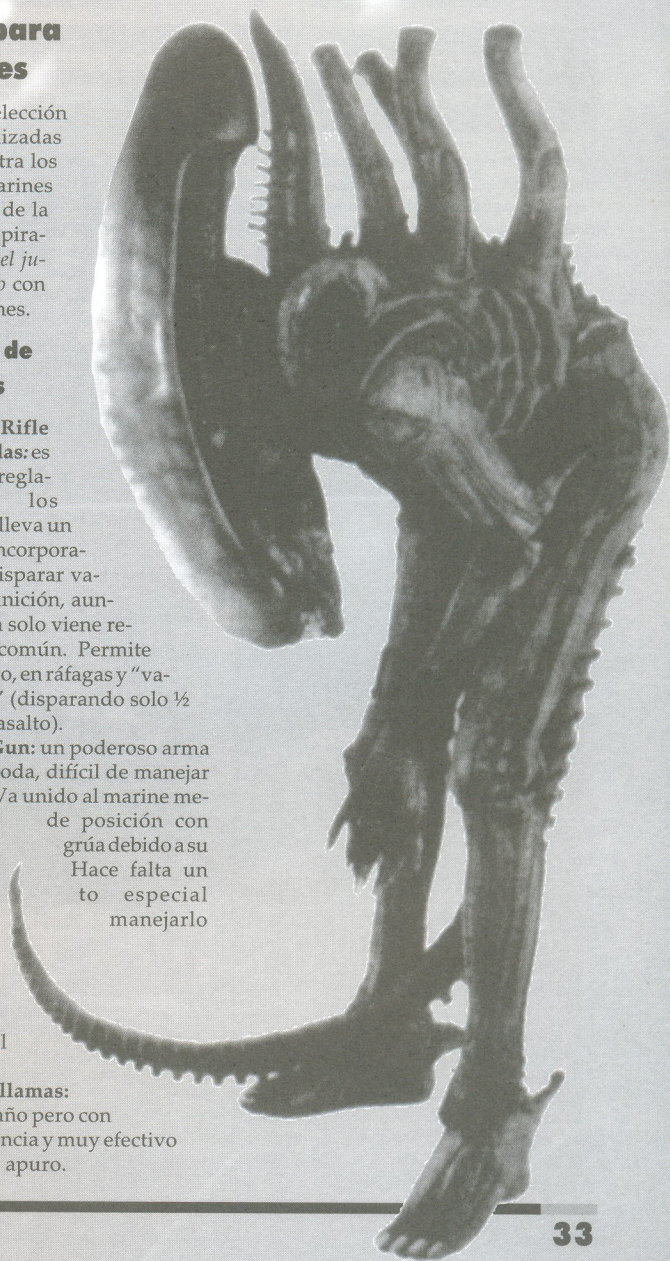 para
es
elección
izadas
tra los
arines
de la
pira-
el ju-
o con
nes.
de
s
Rifle
las: es
regla-
los
lleva un
ncorpora-
isparar va-
nición, aun-
a solo viene re-
común. Permite
o, en ráfagas y “va-
” (disparando solo ½
asalto).
Gun: un poderoso arma
oda, difícil de manejar
Va unido al marine me-
de posición con
grúa debido a su
Hace falta un
to especial
manejarlo
l
llamas:
año pero con
ncia y muy efectivo
apuro.
33